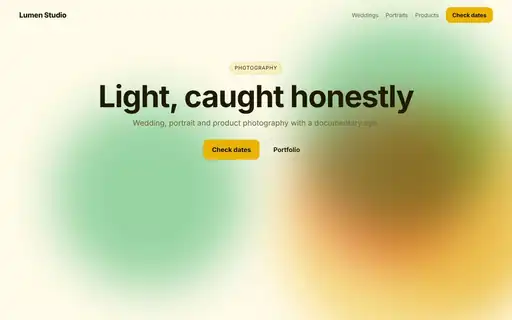 Lumen Studio
Weddings Portraits Products Check dates
PHOTOGRAPHY
Light, caught honestly
Wedding, portrait and product photography with a documentary eye.
Check dates Portfolio